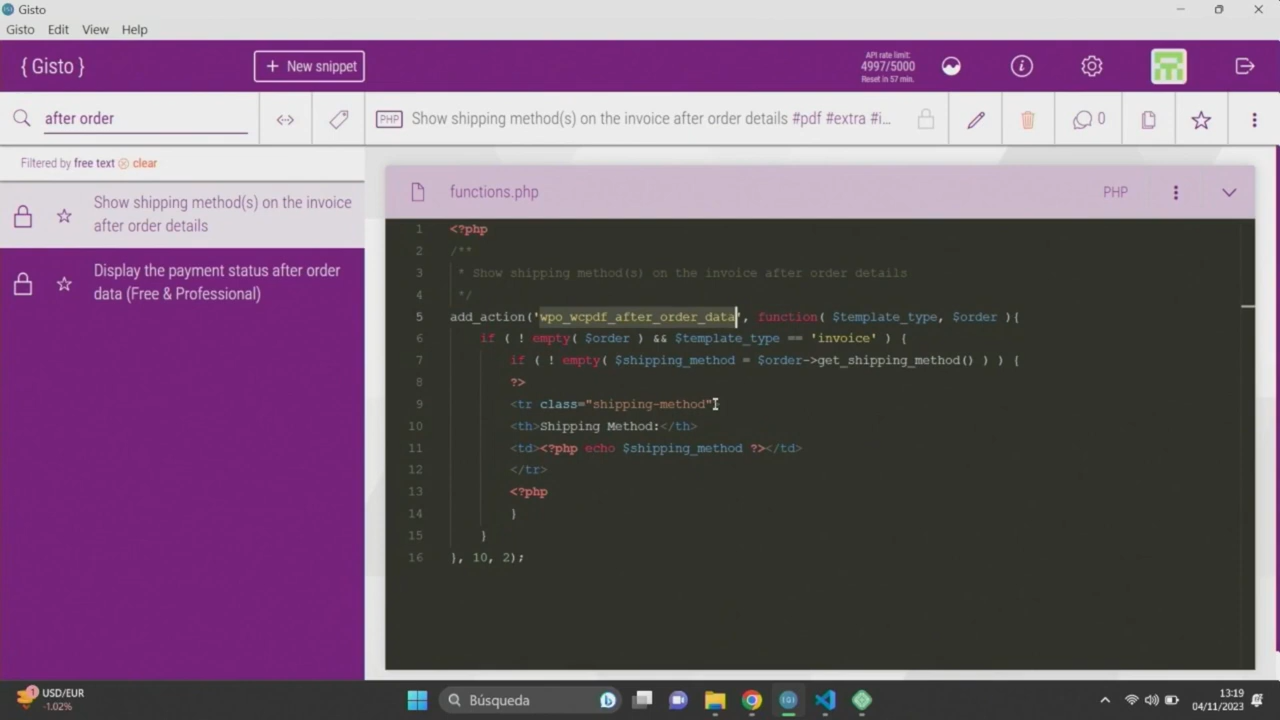 Gisto
Gisto Edit View Help
{ Gisto }
+ New snippet
API rate limit:
4997/5000
Reset in 57 min.
after order
PHP Show shipping method(s) on the invoice after order details #pdf #extra #i...
0
Filtered by free text clear
Show shipping method(s) on the invoice
after order details
Display the payment status after order
data (Free & Professional)
functions.php
PHP
1 <?php
2 /**
3 * Show shipping method(s) on the invoice after order details
4 */
5 add_action('wpo_wcpdf_after_order_data', function( $template_type, $order ){
6 if ( ! empty( $order ) && $template_type == 'invoice' ) {
7 if ( ! empty( $shipping_method = $order->get_shipping_method() ) ) {
8 ?>
9 <tr class="shipping-method">
10 <th>Shipping Method:</th>
11 <td><?php echo $shipping_method ?></td>
12 </tr>
13 <?php
14 }
15 }
16 }, 10, 2);
1
USD/EUR
-1.02%
Búsqueda
13:19
04/11/2023